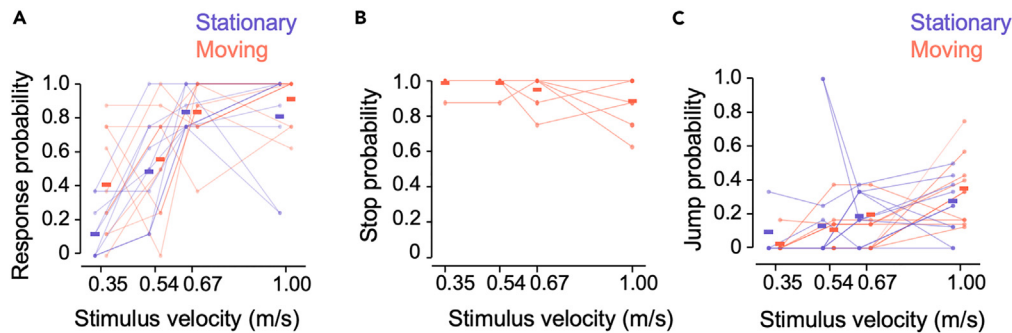 A
Stationary
Moving
Response probability
1.0
0.8
0.6
0.4
0.2
0
0.35
0.54
0.67
1.00
Stimulus velocity (m/s)
B
Stop probability
1.0
0.8
0.6
0.4
0.2
0
0.35
0.54
0.67
1.00
Stimulus velocity (m/s)
C
Stationary
Moving
Jump probability
1.0
0.8
0.6
0.4
0.2
0
0.35
0.54
0.67
1.00
Stimulus velocity (m/s)